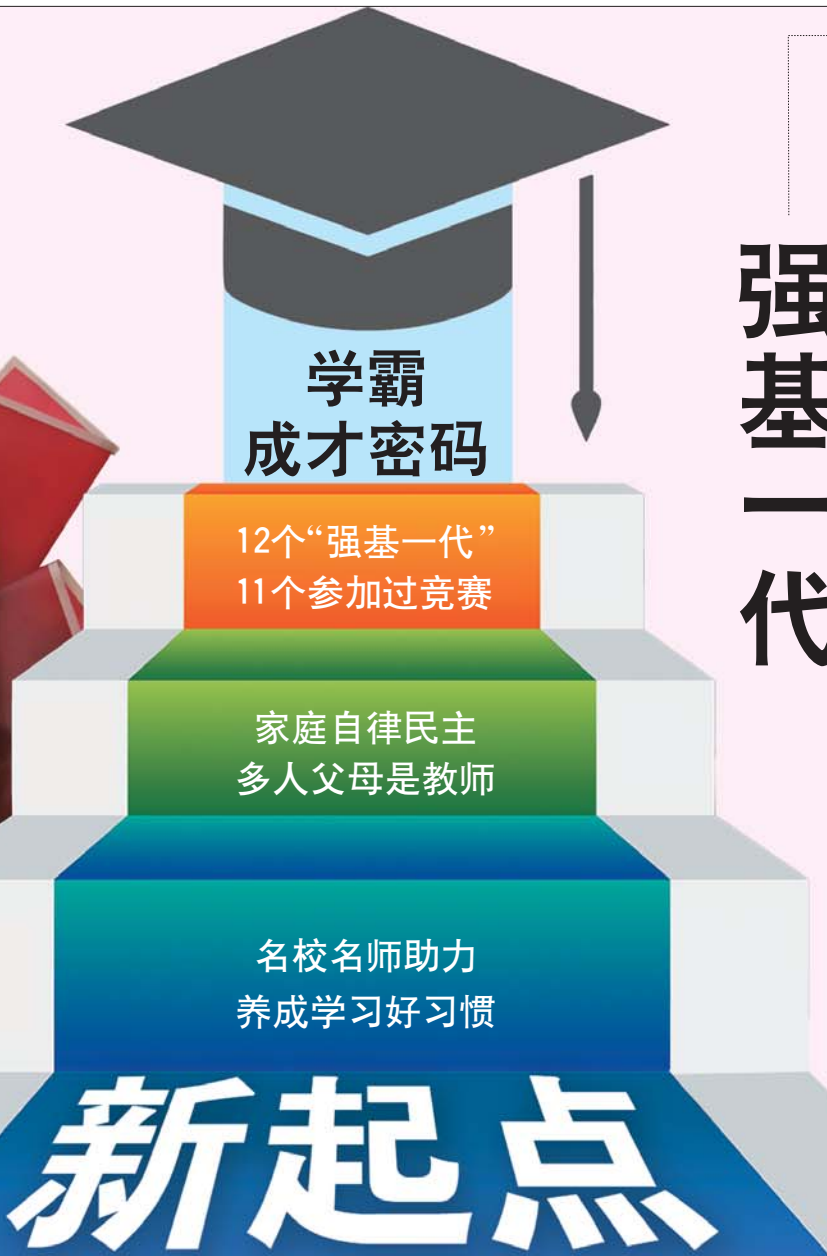 学霸
成才密码
12个“强基一代”
11个参加过竞赛
家庭自律民主
多人父母是教师
名校名师助力
养成学习好习惯
新起点
强基一代